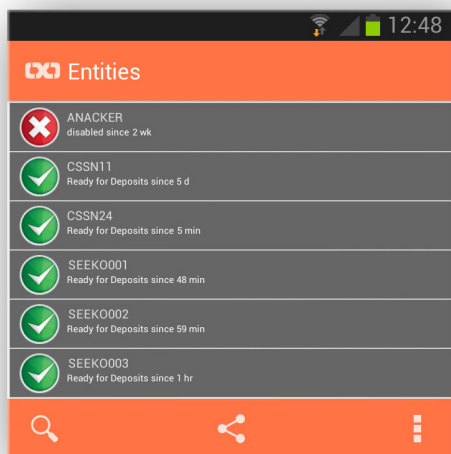 12:48
Entities
ANACKER
disabled since 2 wk
CSSN11
Ready for Deposits since 5 d
CSSN24
Ready for Deposits since 5 min
SEEKO001
Ready for Deposits since 48 min
SEEKO002
Ready for Deposits since 59 min
SEEKO003
Ready for Deposits since 1 hr